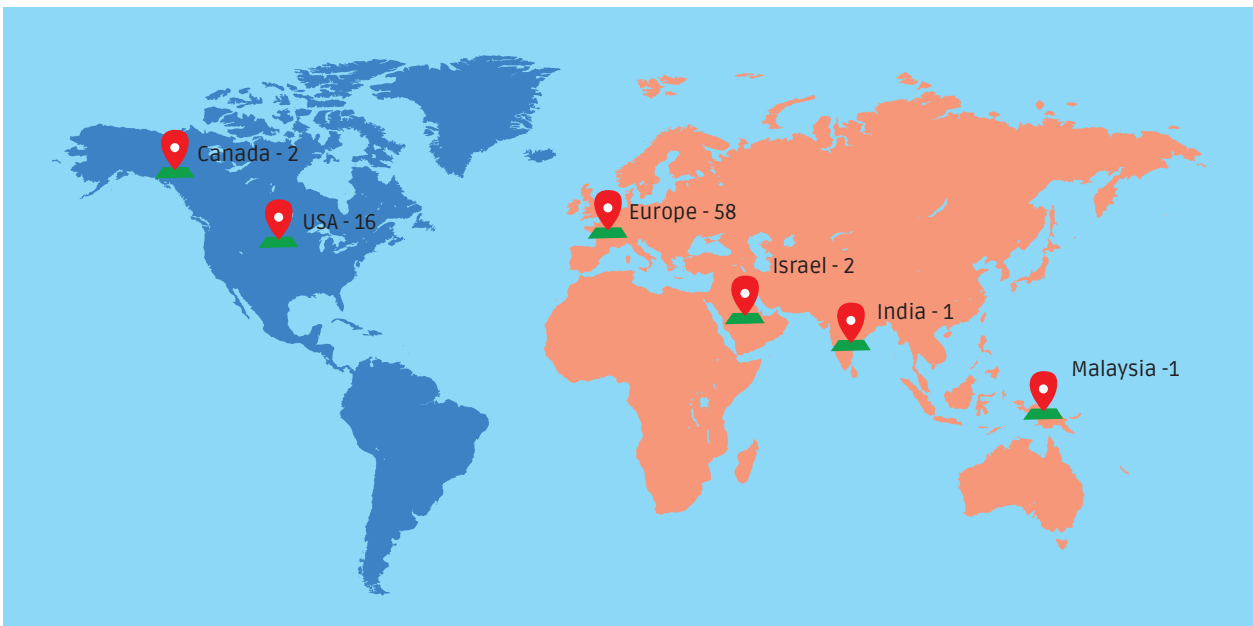 Canada - 2
USA - 16
Europe - 58
Israel - 2
India - 1
Malaysia -1